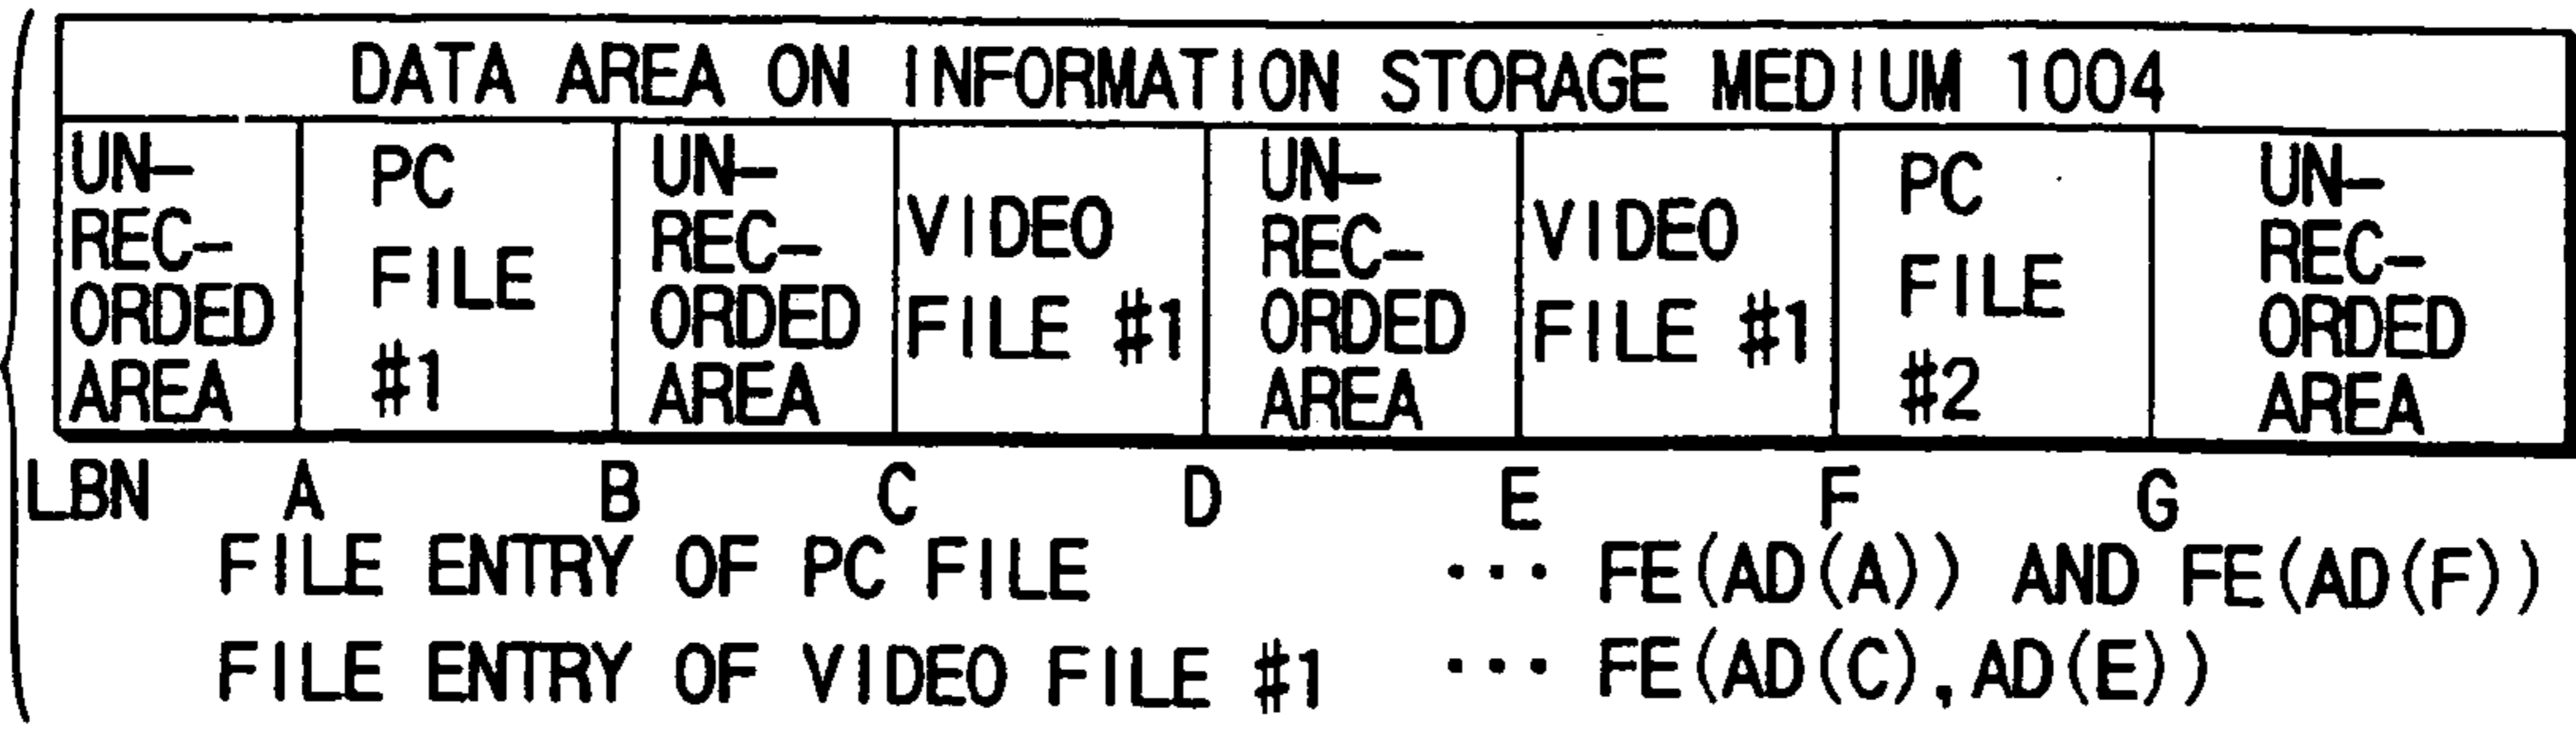 DATA AREA ON INFORMATION STORAGE MEDIUM 1004
UN-
REC-
ORDED
AREA
PC
FILE
#1
UN-
REC-
ORDED
AREA
VIDEO
FILE #1
UN-
REC-
ORDED
AREA
VIDEO
FILE #1
PC
FILE
#2
UN-
REC-
ORDED
AREA
LBN A B C D E F G
FILE ENTRY OF PC FILE ··· FE(AD(A)) AND FE(AD(F))
FILE ENTRY OF VIDEO FILE #1 ··· FE(AD(C),AD(E))